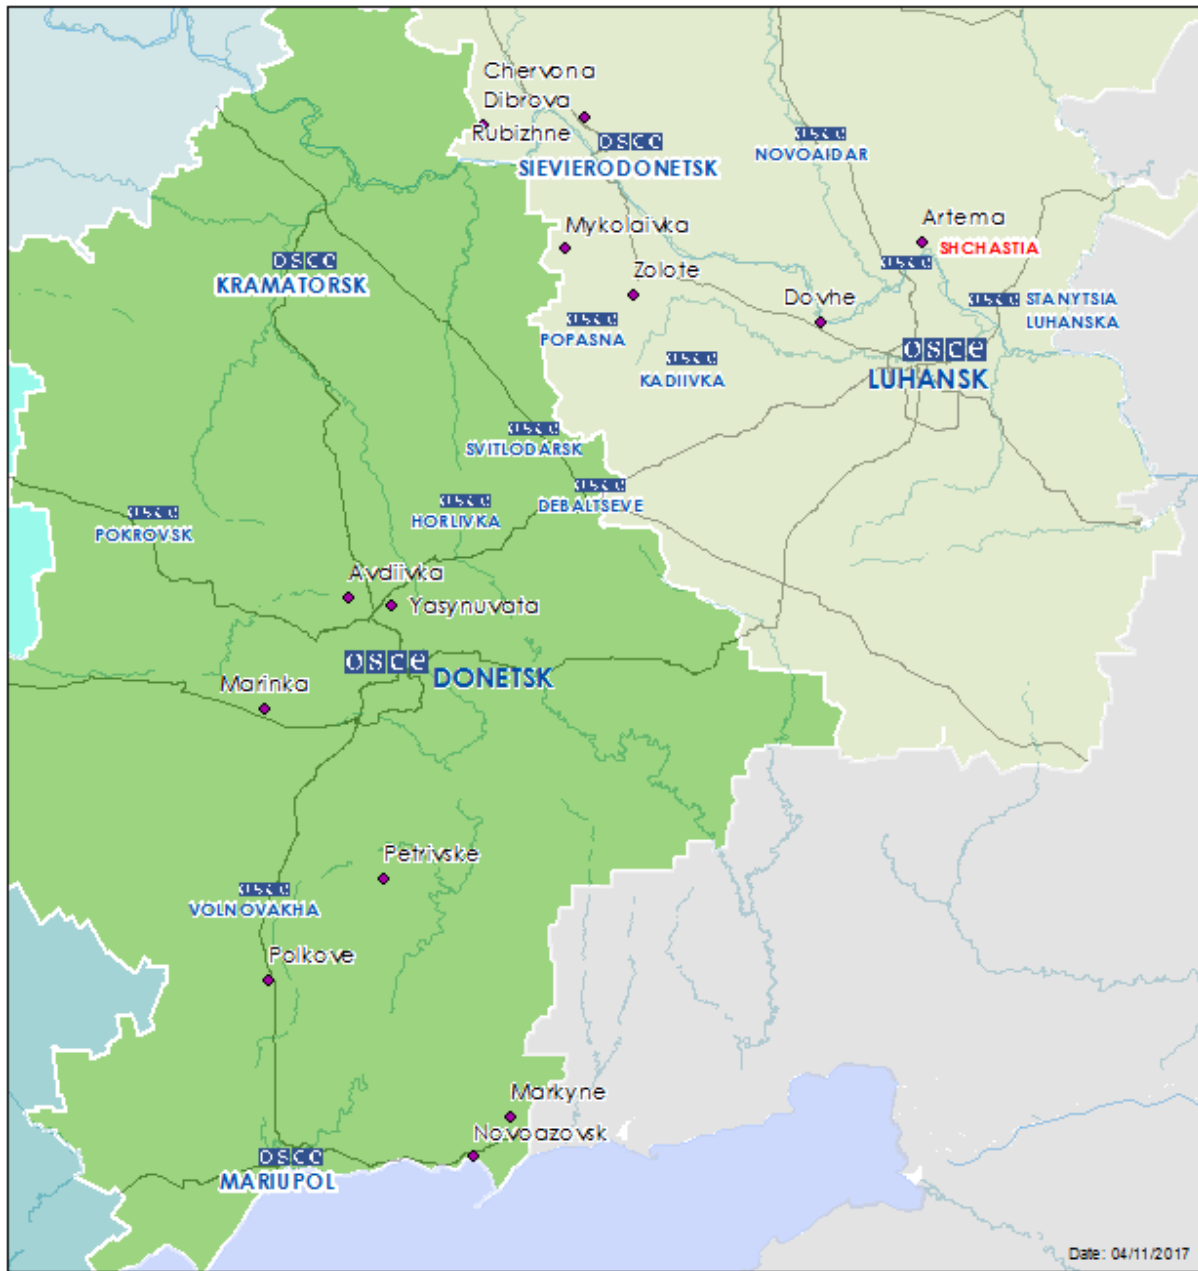 Chervona
Dibrova
Rubizhne
osce
SIEVIERODONETSK
osce
NOVOAIDAR
Artema
SHCHASTIA
osce
osce
STANYTSIA
LUHANSKA
osce
KRAMATORSK
Mykolaivka
Zolote
Dovhe
osce
POPASNA
osce
KADIIVKA
osce
LUHANSK
osce
SVITLODARSK
osce
DEBALTSEVE
osce
HORLIVKA
osce
POKROVSK
Avdiivka
Yasynuvata
osce
DONETSK
Marinka
Petrivske
osce
VOLNOVAKHA
Polkove
Markyne
Novoazovsk
osce
MARIUPOL
Date: 04/11/2017